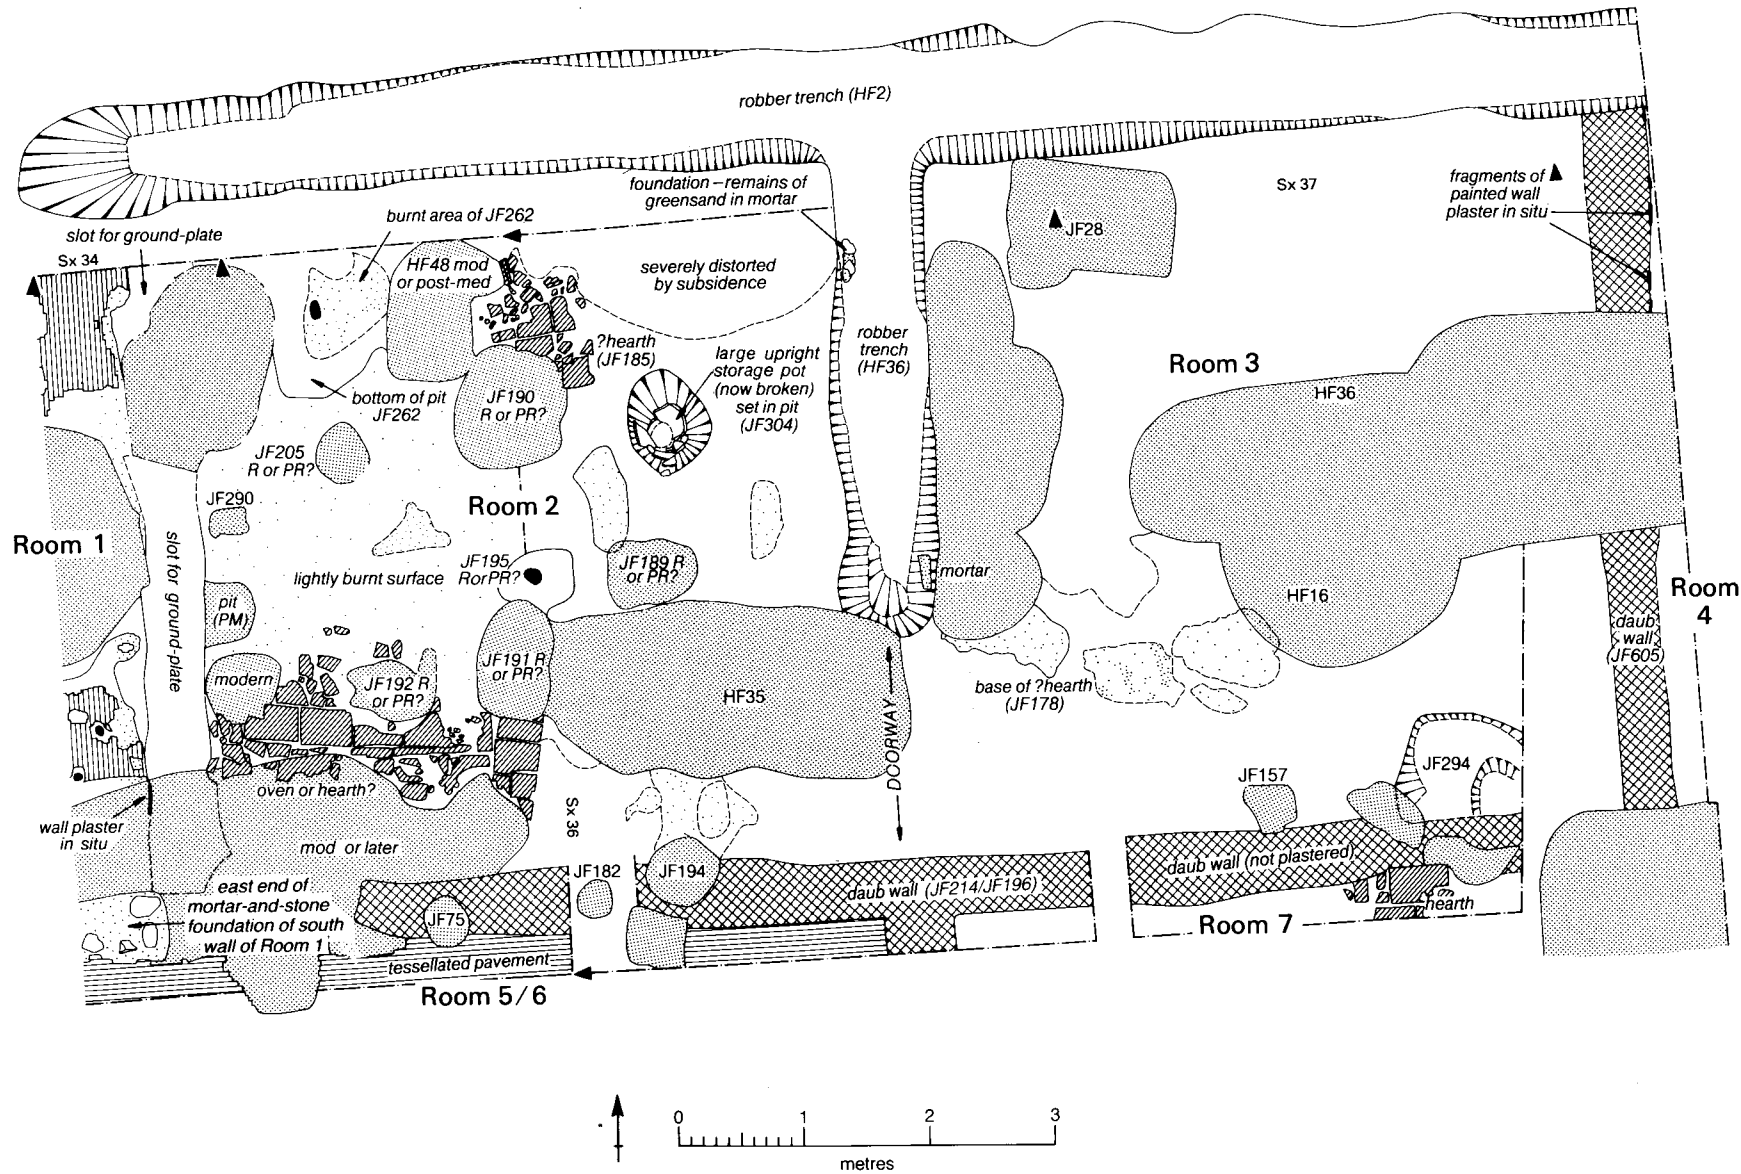 robber trench (HF2)
foundation – remains of
greensand in mortar
Sx 37
fragments of
painted wall
plaster in situ
burnt area of JF262
slot for ground-plate
Sx 34
JF28
HF48 mod
or post-med
severely distorted
by subsidence
?hearth
(JF185)
large upright
storage pot
(now broken)
set in pit
(JF304)
robber
trench
(HF36)
Room 3
HF36
bottom of pit
JF262
JF190
R or PR?
JF205
R or PR?
JF290
Room 2
Room 1
slot for ground-plate
lightly burnt surface
JF195
R or PR?
JF189 R
or PR?
mortar
HF16
Room
4
pit
(PM)
daub
wall
(JF605)
modern
JF192 R
or PR?
JF191 R
or PR?
HF35
DOORWAY
base of ?hearth
(JF178)
JF294
JF157
oven or hearth?
Sx 36
wall plaster
in situ
mod or later
JF182
JF194
daub wall (not plastered)
east end of
mortar-and-stone
foundation of south
wall of Room 1
JF75
daub wall (JF214/JF196)
hearth
Room 7
tessellated pavement
Room 5/6
0 1 2 3
metres